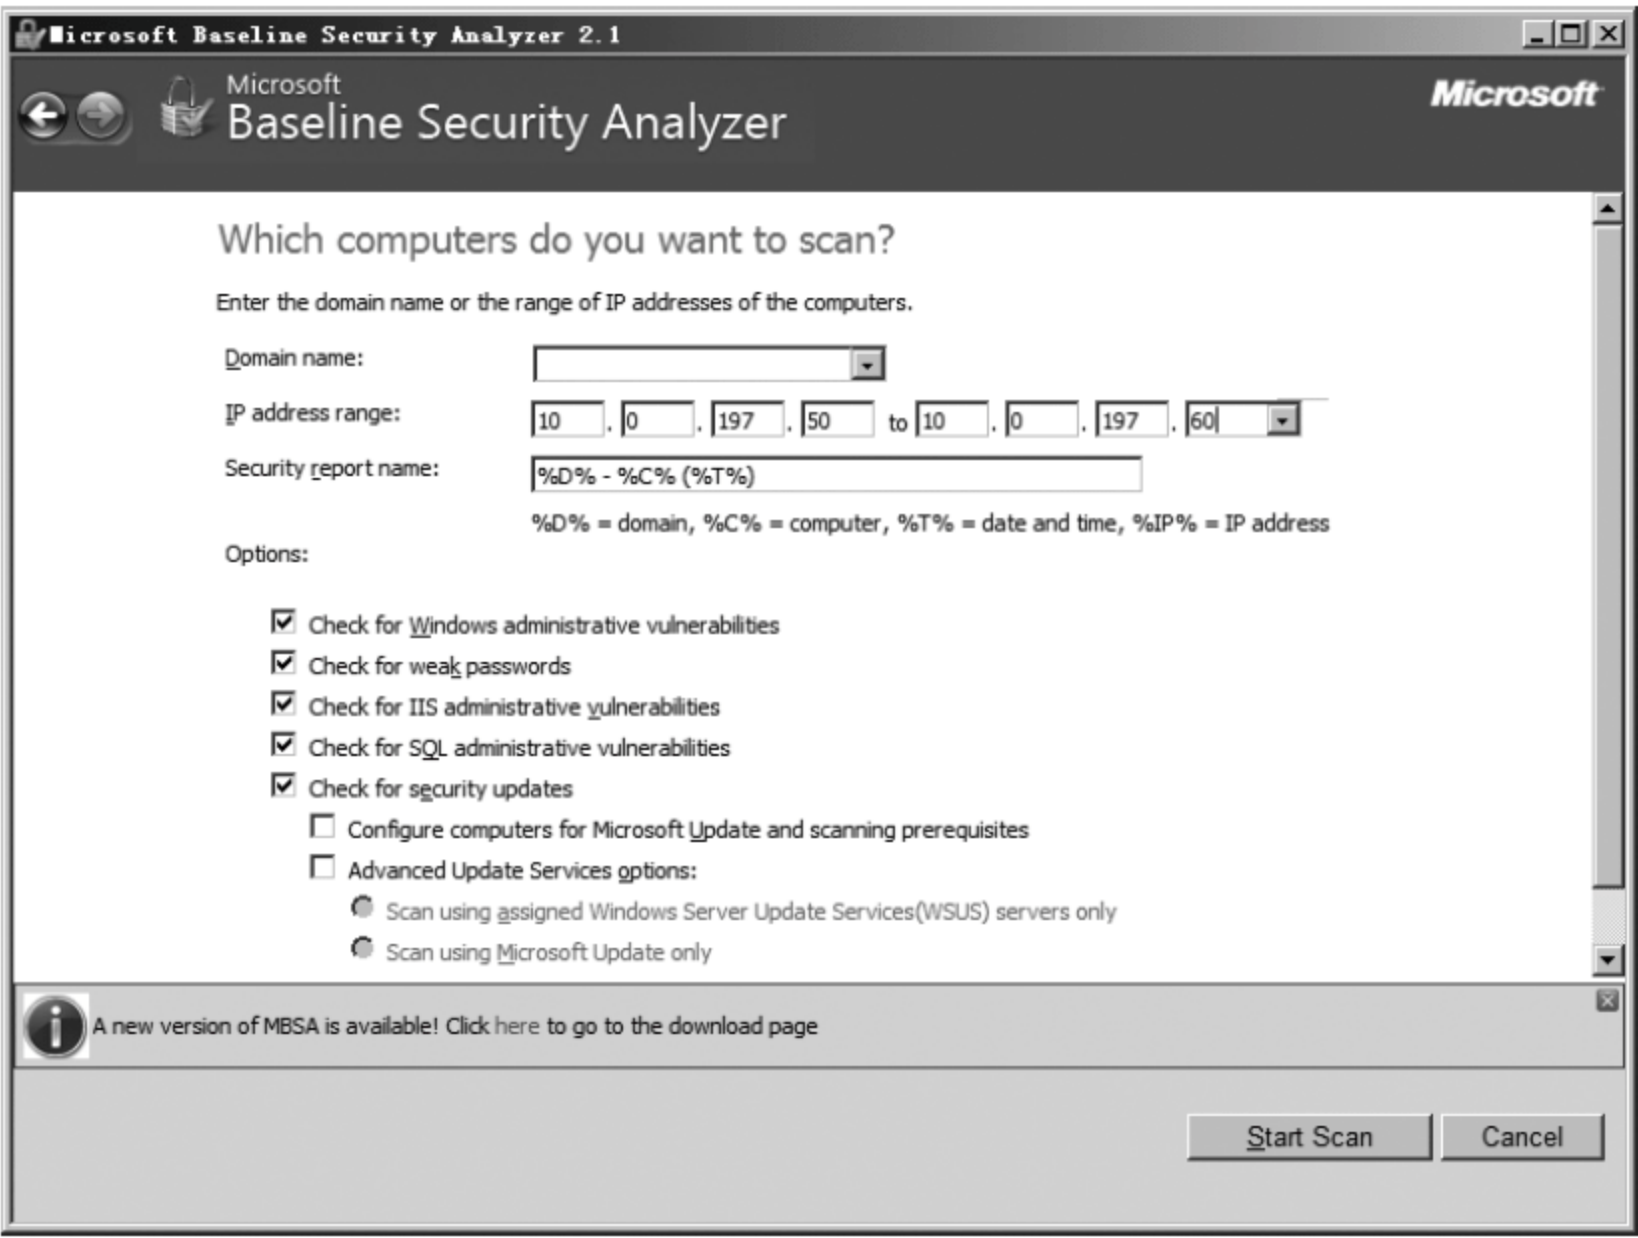 Microsoft Baseline Security Analyzer 2.1
Microsoft
Baseline Security Analyzer
Microsoft
Which computers do you want to scan?
Enter the domain name or the range of IP addresses of the computers.
Domain name:
IP address range: 10 . 0 . 197 . 50 to 10 . 0 . 197 . 60
Security report name: %D% - %C% (%T%)
%D% = domain, %C% = computer, %T% = date and time, %IP% = IP address
Options:
Check for Windows administrative vulnerabilities
Check for weak passwords
Check for IIS administrative vulnerabilities
Check for SQL administrative vulnerabilities
Check for security updates
Configure computers for Microsoft Update and scanning prerequisites
Advanced Update Services options:
Scan using assigned Windows Server Update Services(WSUS) servers only
Scan using Microsoft Update only
A new version of MBSA is available! Click here to go to the download page
Start Scan Cancel